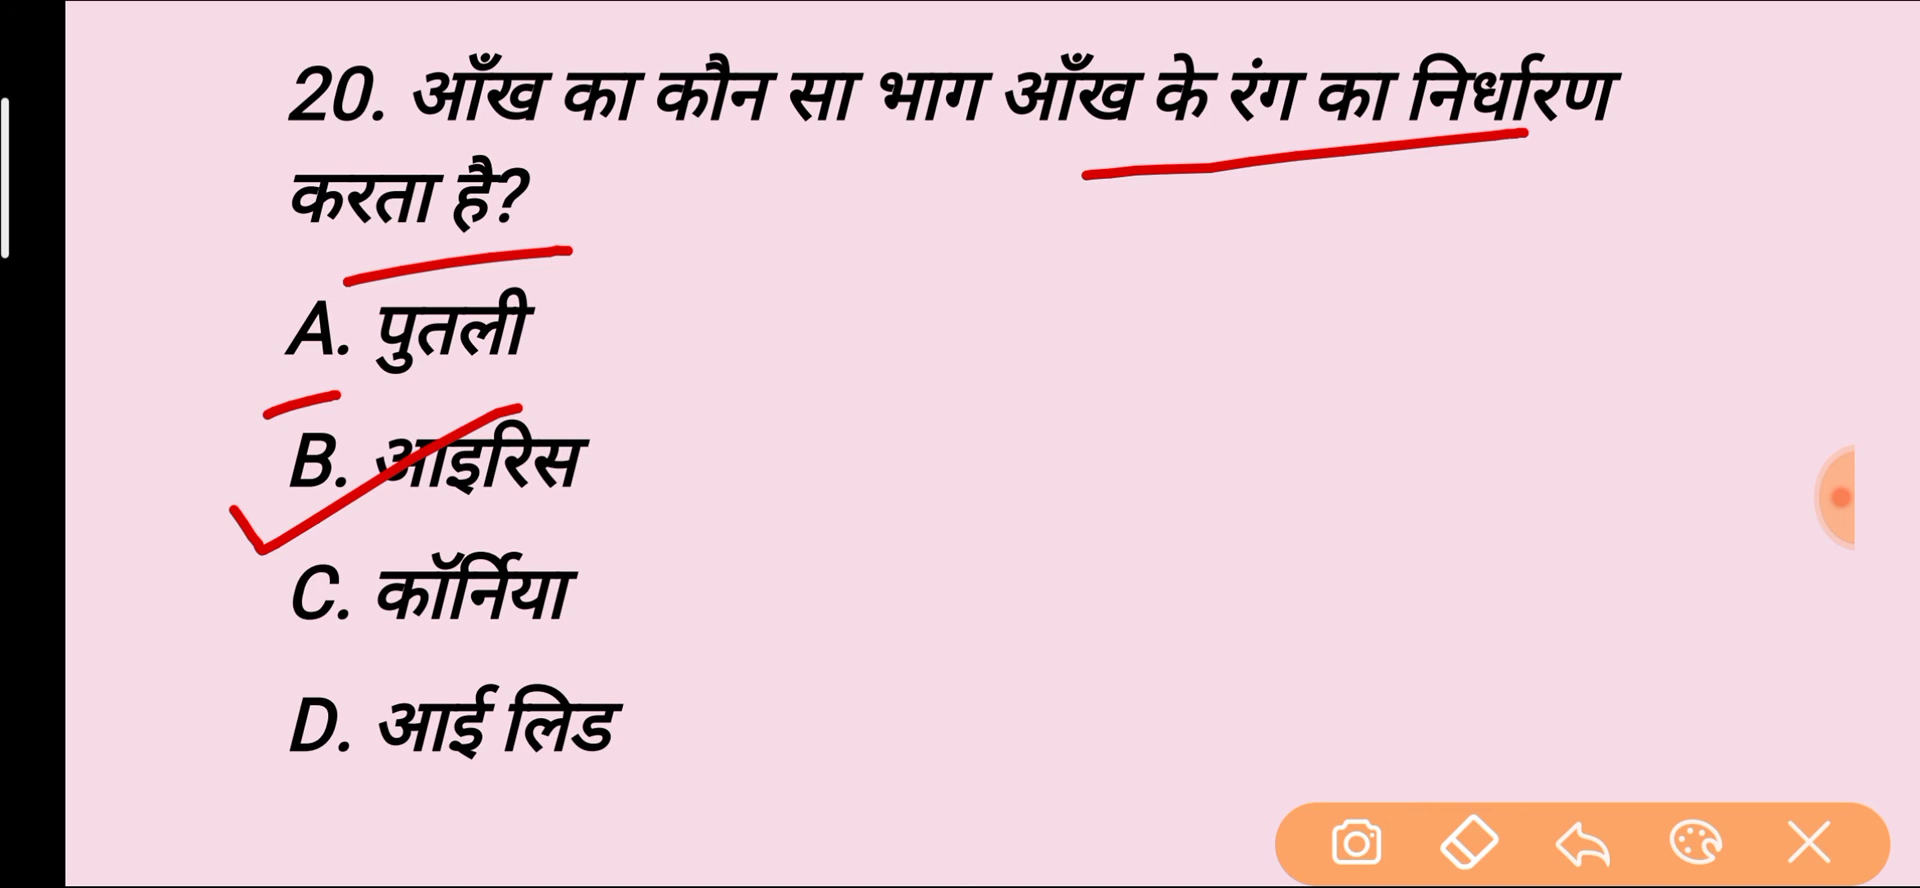 20. आँख का कौन सा भाग आँख के रंग का निर्धारण
करता है?
A. पुतली
B. आइरिस
C. कॉर्निया
D. आई लिड